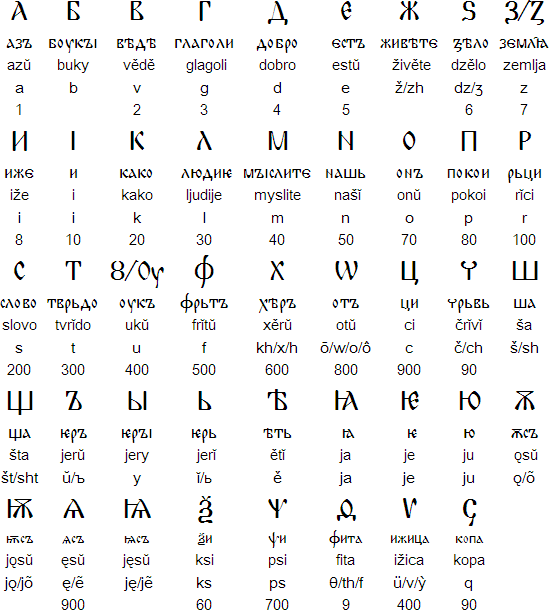 А Б В Г Д Є Ж Ѕ З/Ꙁ
азъ боукꙑ вѣдѣ глаголи добро єстъ живѣтє ѕѣло зємл҄ꙗ
azŭ buky vědě glagoli dobro estŭ živěte dzělo zemlja
a b v g d e ž/zh dz/ʒ z
1 2 3 4 5 6 7
И І К Л М N О П Р
ижє и како людиѥ мꙑслитє нашь онъ покои рьци
iže i kako ljudije myslite našĭ onŭ pokoi rĭci
i i k l m n o p r
8 10 20 30 40 50 70 80 100
С Т Ȣ/Оу Ф Х Ѡ Ц Ч Ш
слово тврьдо оукъ фрьтъ хѣръ отъ ци чрьвь ша
slovo tvrĭdo ukŭ frĭtŭ xěrŭ otŭ ci črĭvĭ ša
s t u f kh/x/h ō/w/o/ô c č/ch š/sh
200 300 400 500 600 800 900 90
Щ Ъ Ꙑ Ь Ѣ Ꙗ Ѥ Ю Ѫ
ща ѥръ ѥрꙑ ѥрь ѣть ꙗ ѥ ю ѫсъ
šta jerŭ jery jerĭ ětĭ ja je ju ǫsŭ
št/sht ŭ/ъ y ĭ/ь ě ja je ju ǫ/õ
Ѭ Ѧ Ѩ Ѯ Ѱ Ѳ Ѵ Ҁ
ѭсъ ѧсъ ѩсъ ѯи ѱи фита ижица копа
jǫsŭ ęsŭ jęsŭ ksi psi fita ižica kopa
jǫ/jõ ę/ẽ ję/jẽ ks ps θ/th/f ü/v/ŷ q
900 60 700 9 400 90